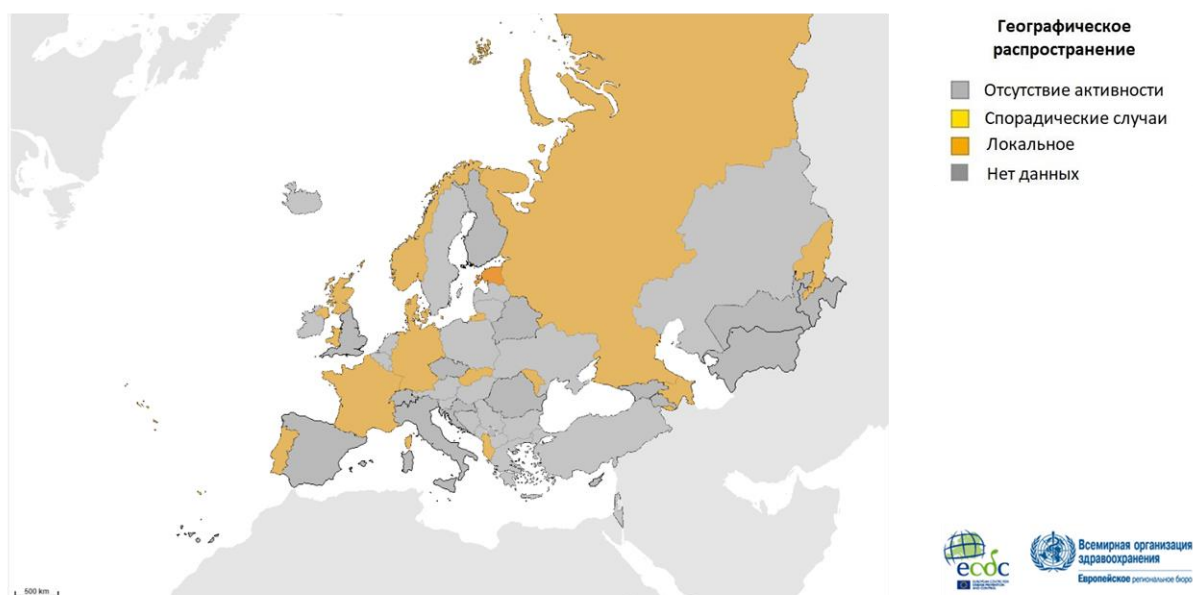 Географическое
распространение
Отсутствие активности
Спорадические случаи
Локальное
Нет данных
500 km
ecdc
Всемирная организация
здравоохранения
Европейское региональное бюро